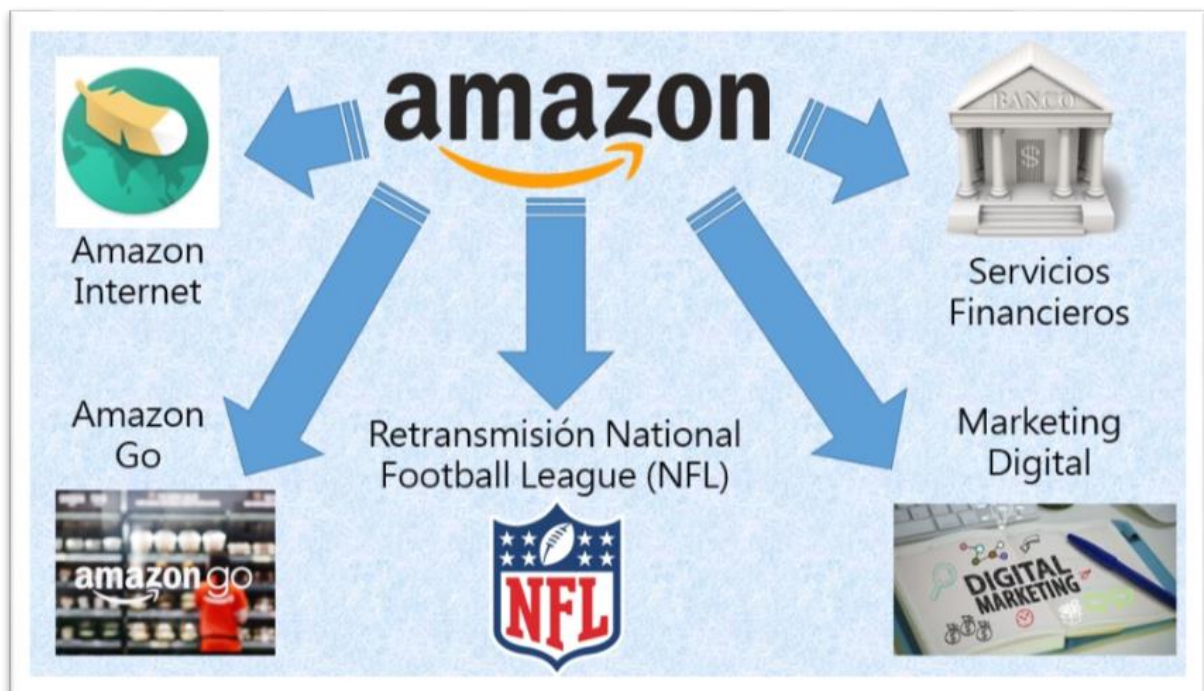 amazon
BANCO
$
Amazon
Internet
Servicios
Financieros
Amazon
Go
Retransmisión National
Football League (NFL)
Marketing
Digital
amazon go
NFL
DIGITAL
MARKETING